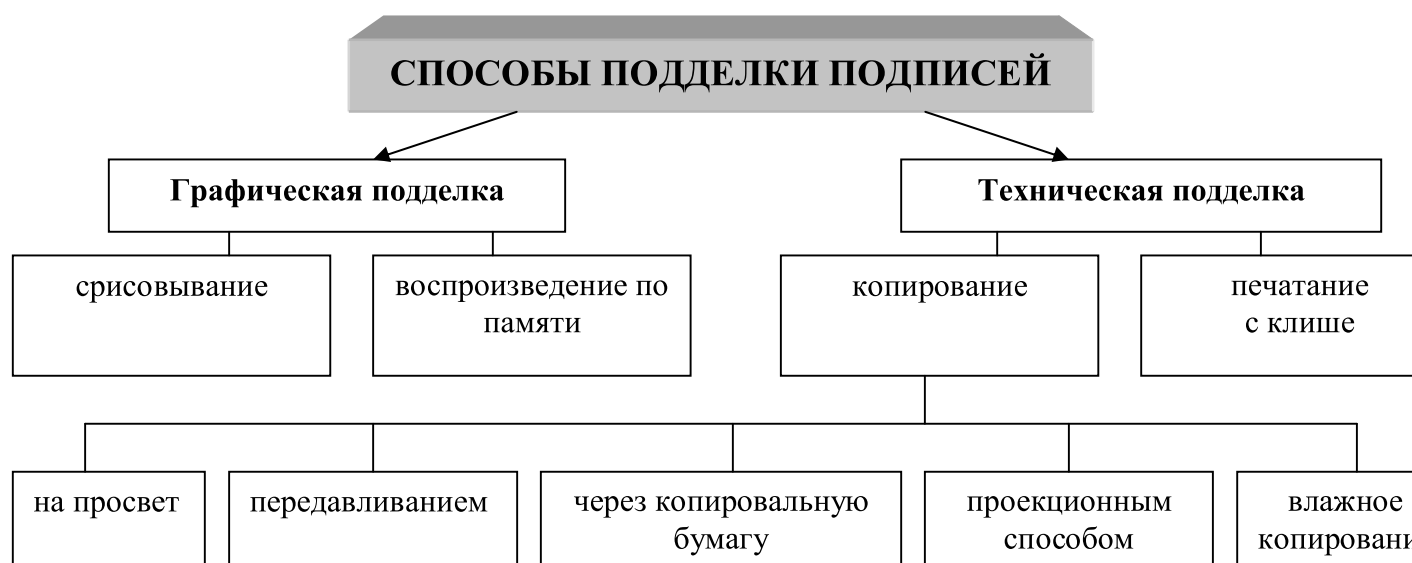 СПОСОБЫ ПОДДЕЛКИ ПОДПИСЕЙ
Графическая подделка
Техническая подделка
срисовывание
воспроизведение по
памяти
копирование
печатание
с клише
на просвет
передавливанием
через копировальную
бумагу
проекционным
способом
влажное